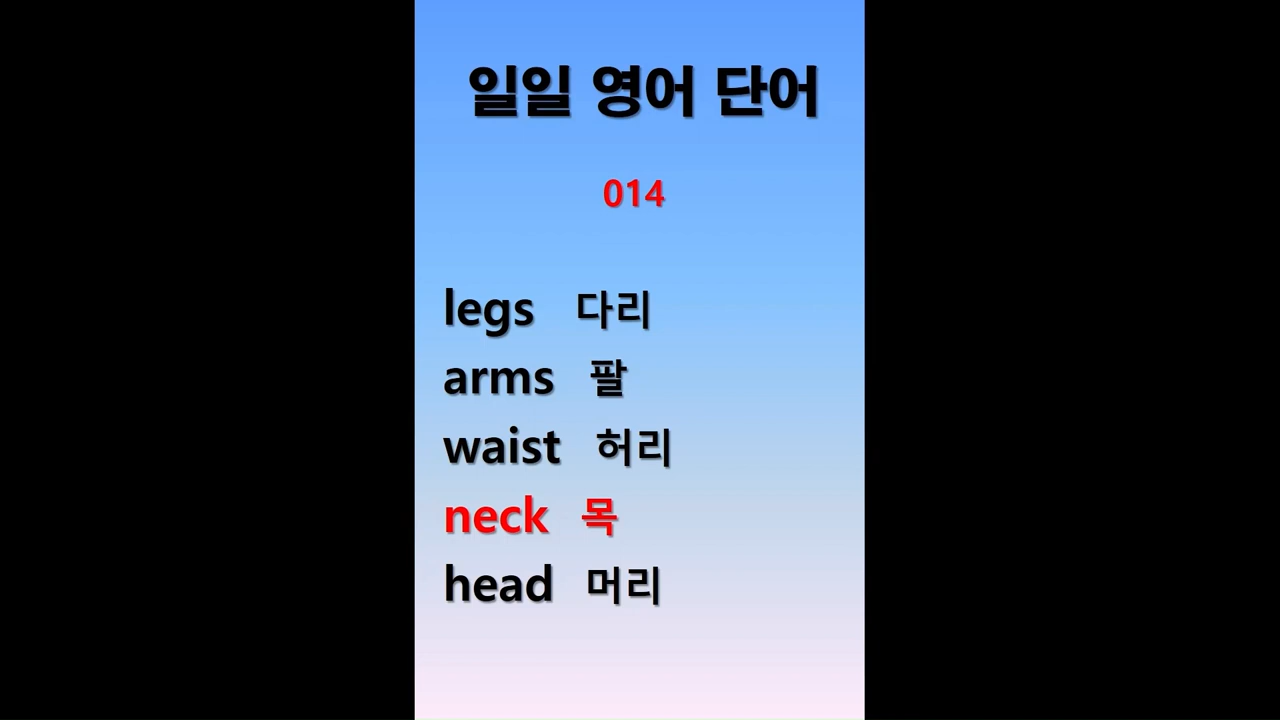 일일 영어 단어
014
legs 다리
arms 팔
waist 허리
neck 목
head 머리